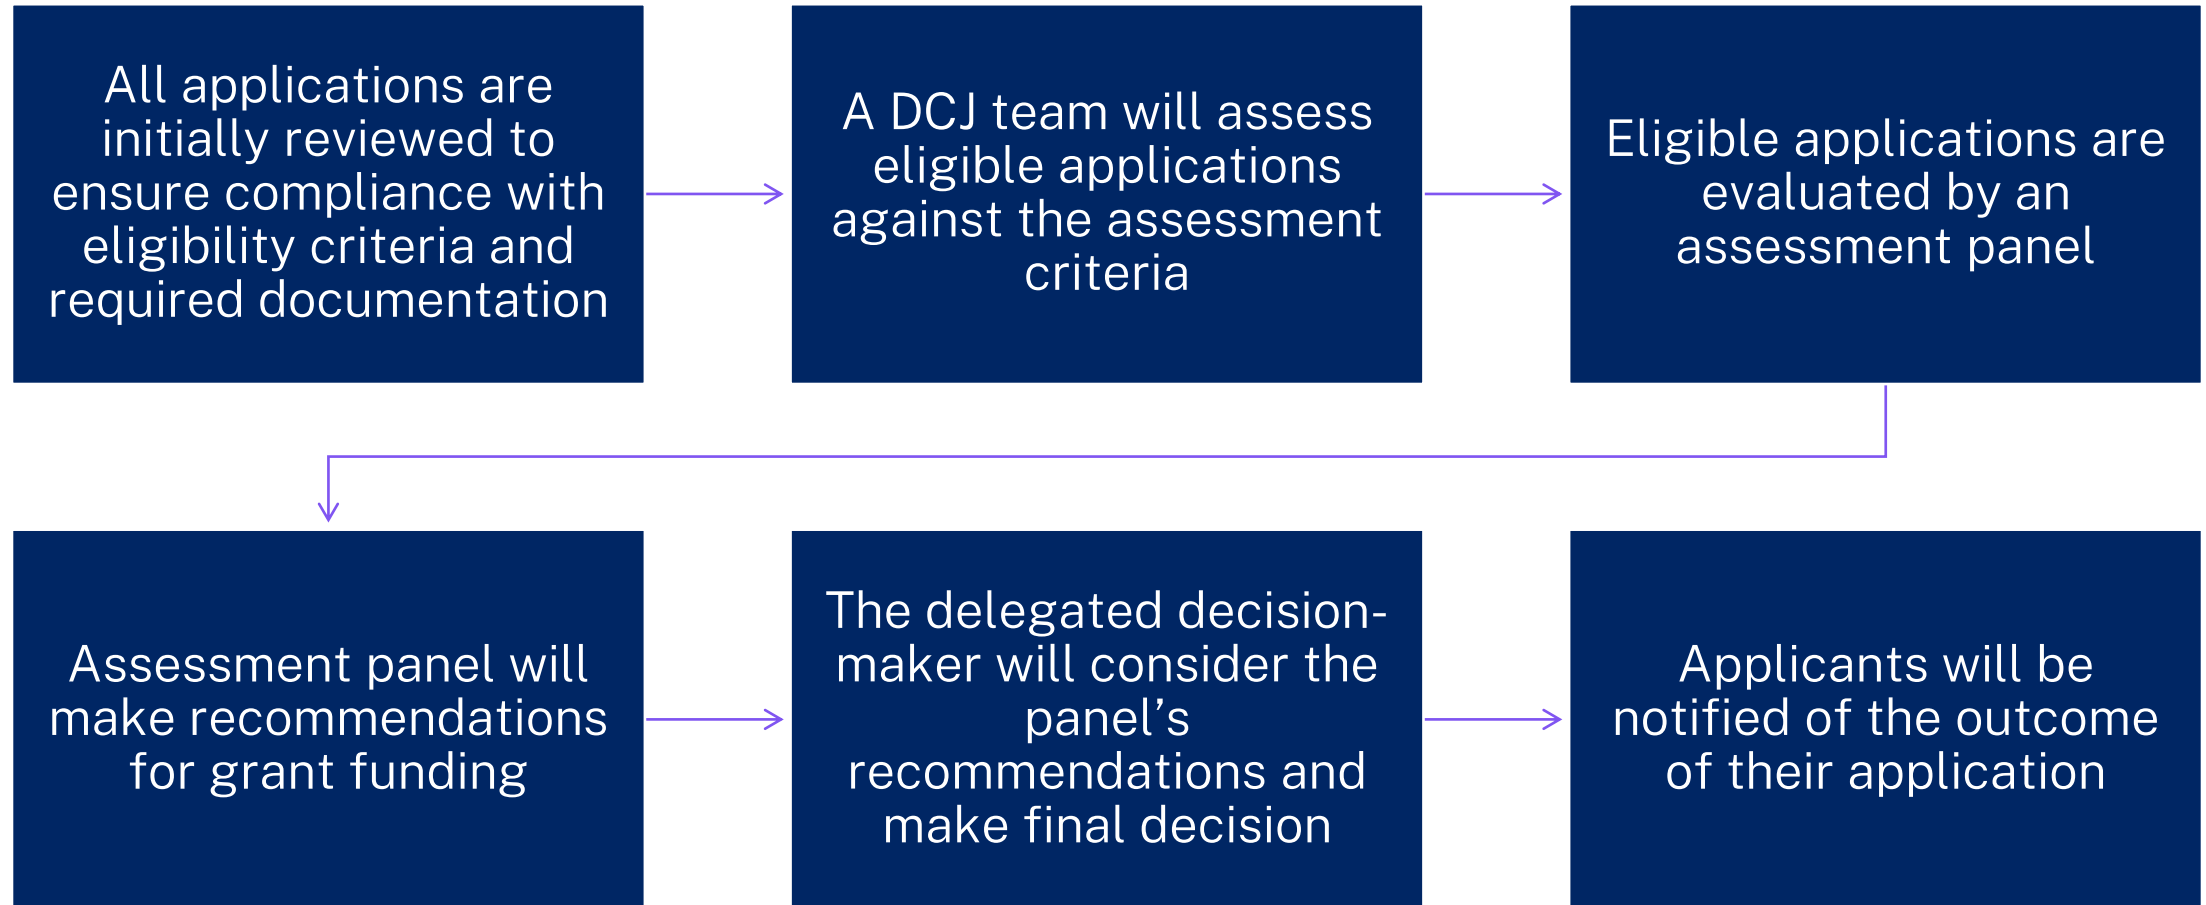 All applications are
initially reviewed to
ensure compliance with
eligibility criteria and
required documentation
A DCJ team will assess
eligible applications
against the assessment
criteria
Eligible applications are
evaluated by an
assessment panel
Assessment panel will
make recommendations
for grant funding
The delegated decision-
maker will consider the
panel’s
recommendations and
make final decision
Applicants will be
notified of the outcome
of their application